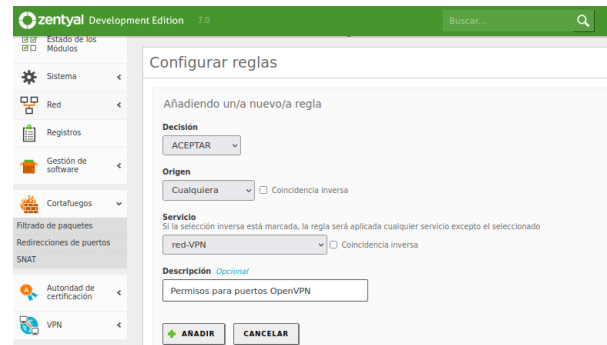 zentyal Development Edition 7.0
Buscar...
Estado de los
Módulos
Sistema
Red
Registros
Gestión de
software
Cortafuegos
Filtrado de paquetes
Redirecciones de puertos
SNAT
Autoridad de
certificación
VPN
Configurar reglas
Añadiendo un/a nuevo/a regla
Decisión
ACEPTAR
Origen
Cualquiera
Coincidencia inversa
Servicio
Si la selección inversa está marcada, la regla será aplicada cualquier servicio excepto el seleccionado
red-VPN
Coincidencia inversa
Descripción Opcional
Permisos para puertos OpenVPN
AÑADIR
CANCELAR